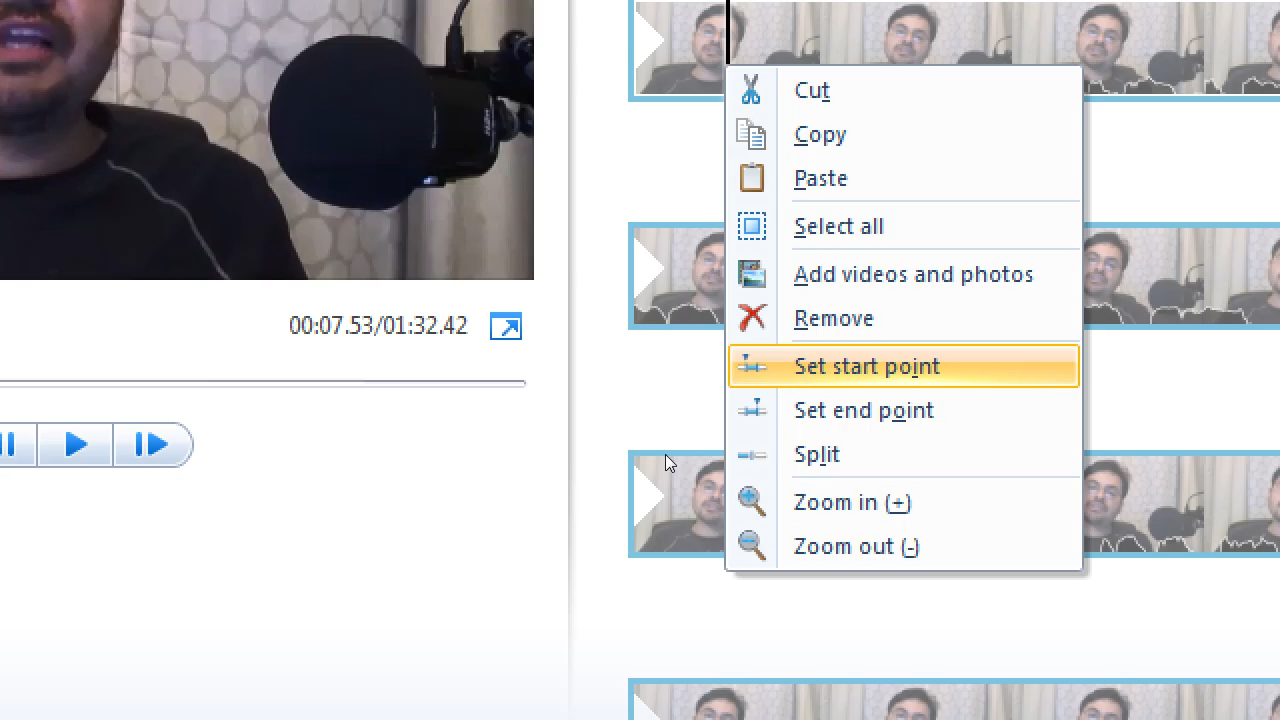 Cut
Copy
Paste
Select all
Add videos and photos
Remove
00:07.53/01:32.42
Set start point
Set end point
Split
Zoom in (+)
Zoom out (-)